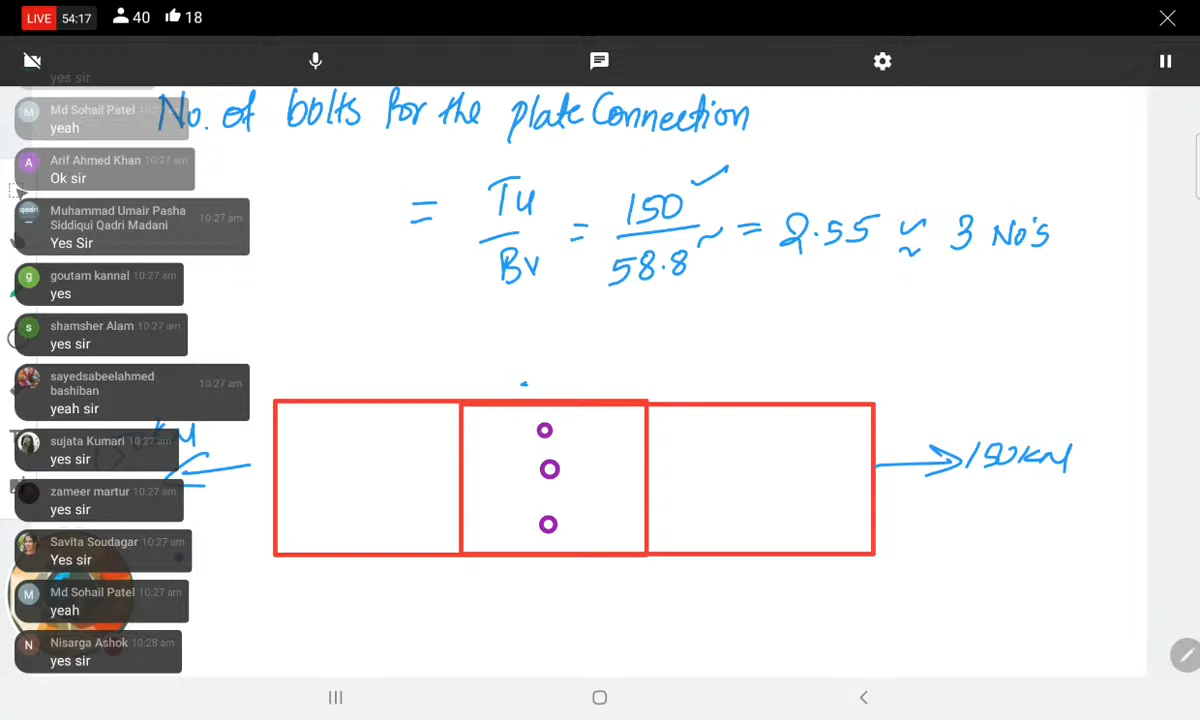 LIVE 54:17 40 18
yes sir
M Md Sohail Patel
yeah
A Arif Ahmed Khan 10:27 am
Ok sir
qadri Muhammad Umair Pasha
Siddiqui Qadri Madani 10:27 am
Yes Sir
g goutam kannal 10:27 am
yes
s shamsher Alam 10:27 am
yes sir
sayedsabeelahmed
bashiban 10:27 am
yeah sir
sujata Kumari 10:27 am
yes sir
zameer martur 10:27 am
yes sir
Savita Soudagar 10:27 am
Yes sir
M Md Sohail Patel 10:27 am
yeah
N Nisarga Ashok 10:28 am
yes sir
No. of bolts for the plate Connection
= Tu / Bv = 150 / 58.8 = 2.55 ≈ 3 No's
150KN